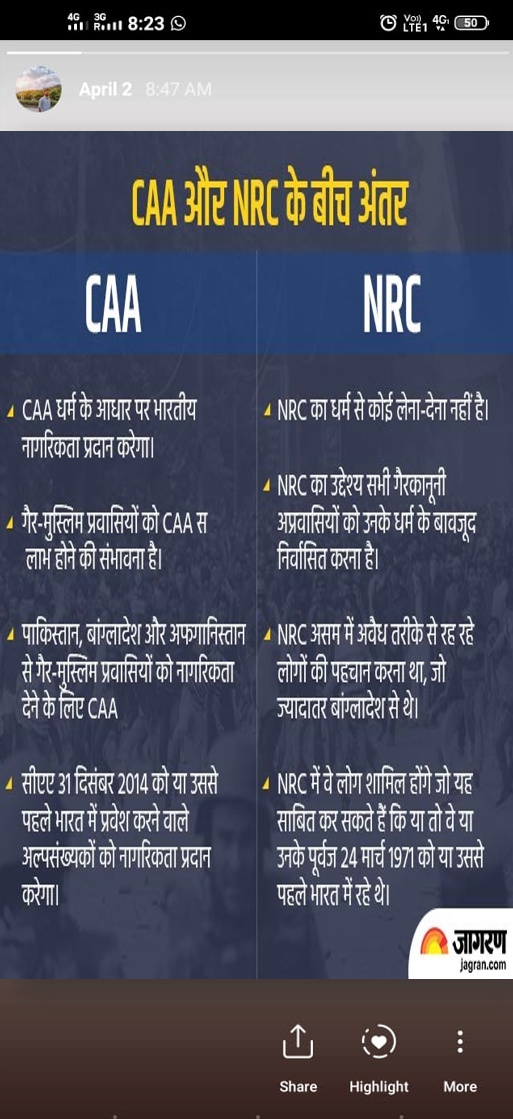 4G 3G R 8:23 Vo)) LTE1 4G 50
April 2 8:47 AM
CAA और NRC के बीच अंतर
CAA
NRC
CAA धर्म के आधार पर भारतीय
नागरिकता प्रदान करेगा।
गैर-मुस्लिम प्रवासियों को CAA स
लाभ होने की संभावना है।
पाकिस्तान, बांग्लादेश और अफगानिस्तान
से गैर-मुस्लिम प्रवासियों को नागरिकता
देने के लिए CAA
सीएए 31 दिसंबर 2014 को या उससे
पहले भारत में प्रवेश करने वाले
अल्पसंख्यकों को नागरिकता प्रदान
करेगा।
NRC का धर्म से कोई लेना-देना नहीं है।
NRC का उद्देश्य सभी गैरकानूनी
अप्रवासियों को उनके धर्म के बावजूद
निर्वासित करना है।
NRC असम में अवैध तरीके से रह रहे
लोगों की पहचान करना था, जो
ज्यादातर बांग्लादेश से थे।
NRC में वे लोग शामिल होंगे जो यह
साबित कर सकते हैं कि या तो वे या
उनके पूर्वज 24 मार्च 1971 को या उससे
पहले भारत में रहे थे।
जागरण
jagran.com
Share Highlight More